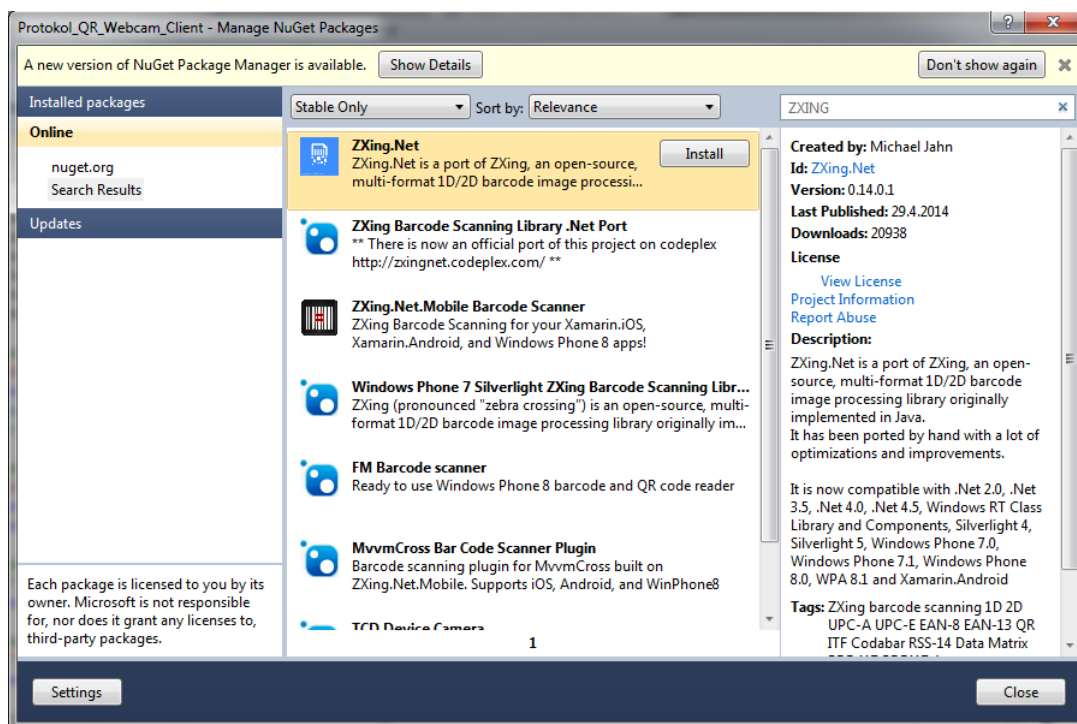 Protokol_QR_Webcam_Client - Manage NuGet Packages
A new version of NuGet Package Manager is available. Show Details Don't show again
Installed packages
Online
nuget.org
Search Results
Updates
Each package is licensed to you by its
owner. Microsoft is not responsible
for, nor does it grant any licenses to,
third-party packages.
Stable Only Sort by: Relevance
ZXing.Net
ZXing.Net is a port of ZXing, an open-source,
multi-format 1D/2D barcode image processi...
Install
ZXing Barcode Scanning Library .Net Port
** There is now an official port of this project on codeplex
http://zxingnet.codeplex.com/ **
ZXing.Net.Mobile Barcode Scanner
ZXing Barcode Scanning for your Xamarin.iOS,
Xamarin.Android, and Windows Phone 8 apps!
Windows Phone 7 Silverlight ZXing Barcode Scanning Libr...
ZXing (pronounced "zebra crossing") is an open-source, multi-
format 1D/2D barcode image processing library originally im...
FM Barcode scanner
Ready to use Windows Phone 8 barcode and QR code reader
MvvmCross Bar Code Scanner Plugin
Barcode scanning plugin for MvvmCross built on
ZXing.Net.Mobile. Supports iOS, Android, and WinPhone8
TCD Device Camera
1
ZXING
Created by: Michael Jahn
Id: ZXing.Net
Version: 0.14.0.1
Last Published: 29.4.2014
Downloads: 20938
License
View License
Project Information
Report Abuse
Description:
ZXing.Net is a port of ZXing, an open-
source, multi-format 1D/2D barcode
image processing library originally
implemented in Java.
It has been ported by hand with a lot of
optimizations and improvements.
It is now compatible with .Net 2.0, .Net
3.5, .Net 4.0, .Net 4.5, Windows RT Class
Library and Components, Silverlight 4,
Silverlight 5, Windows Phone 7.0,
Windows Phone 7.1, Windows Phone
8.0, WPA 8.1 and Xamarin.Android
Tags: ZXing barcode scanning 1D 2D
UPC-A UPC-E EAN-8 EAN-13 QR
ITF Codabar RSS-14 Data Matrix
Settings
Close